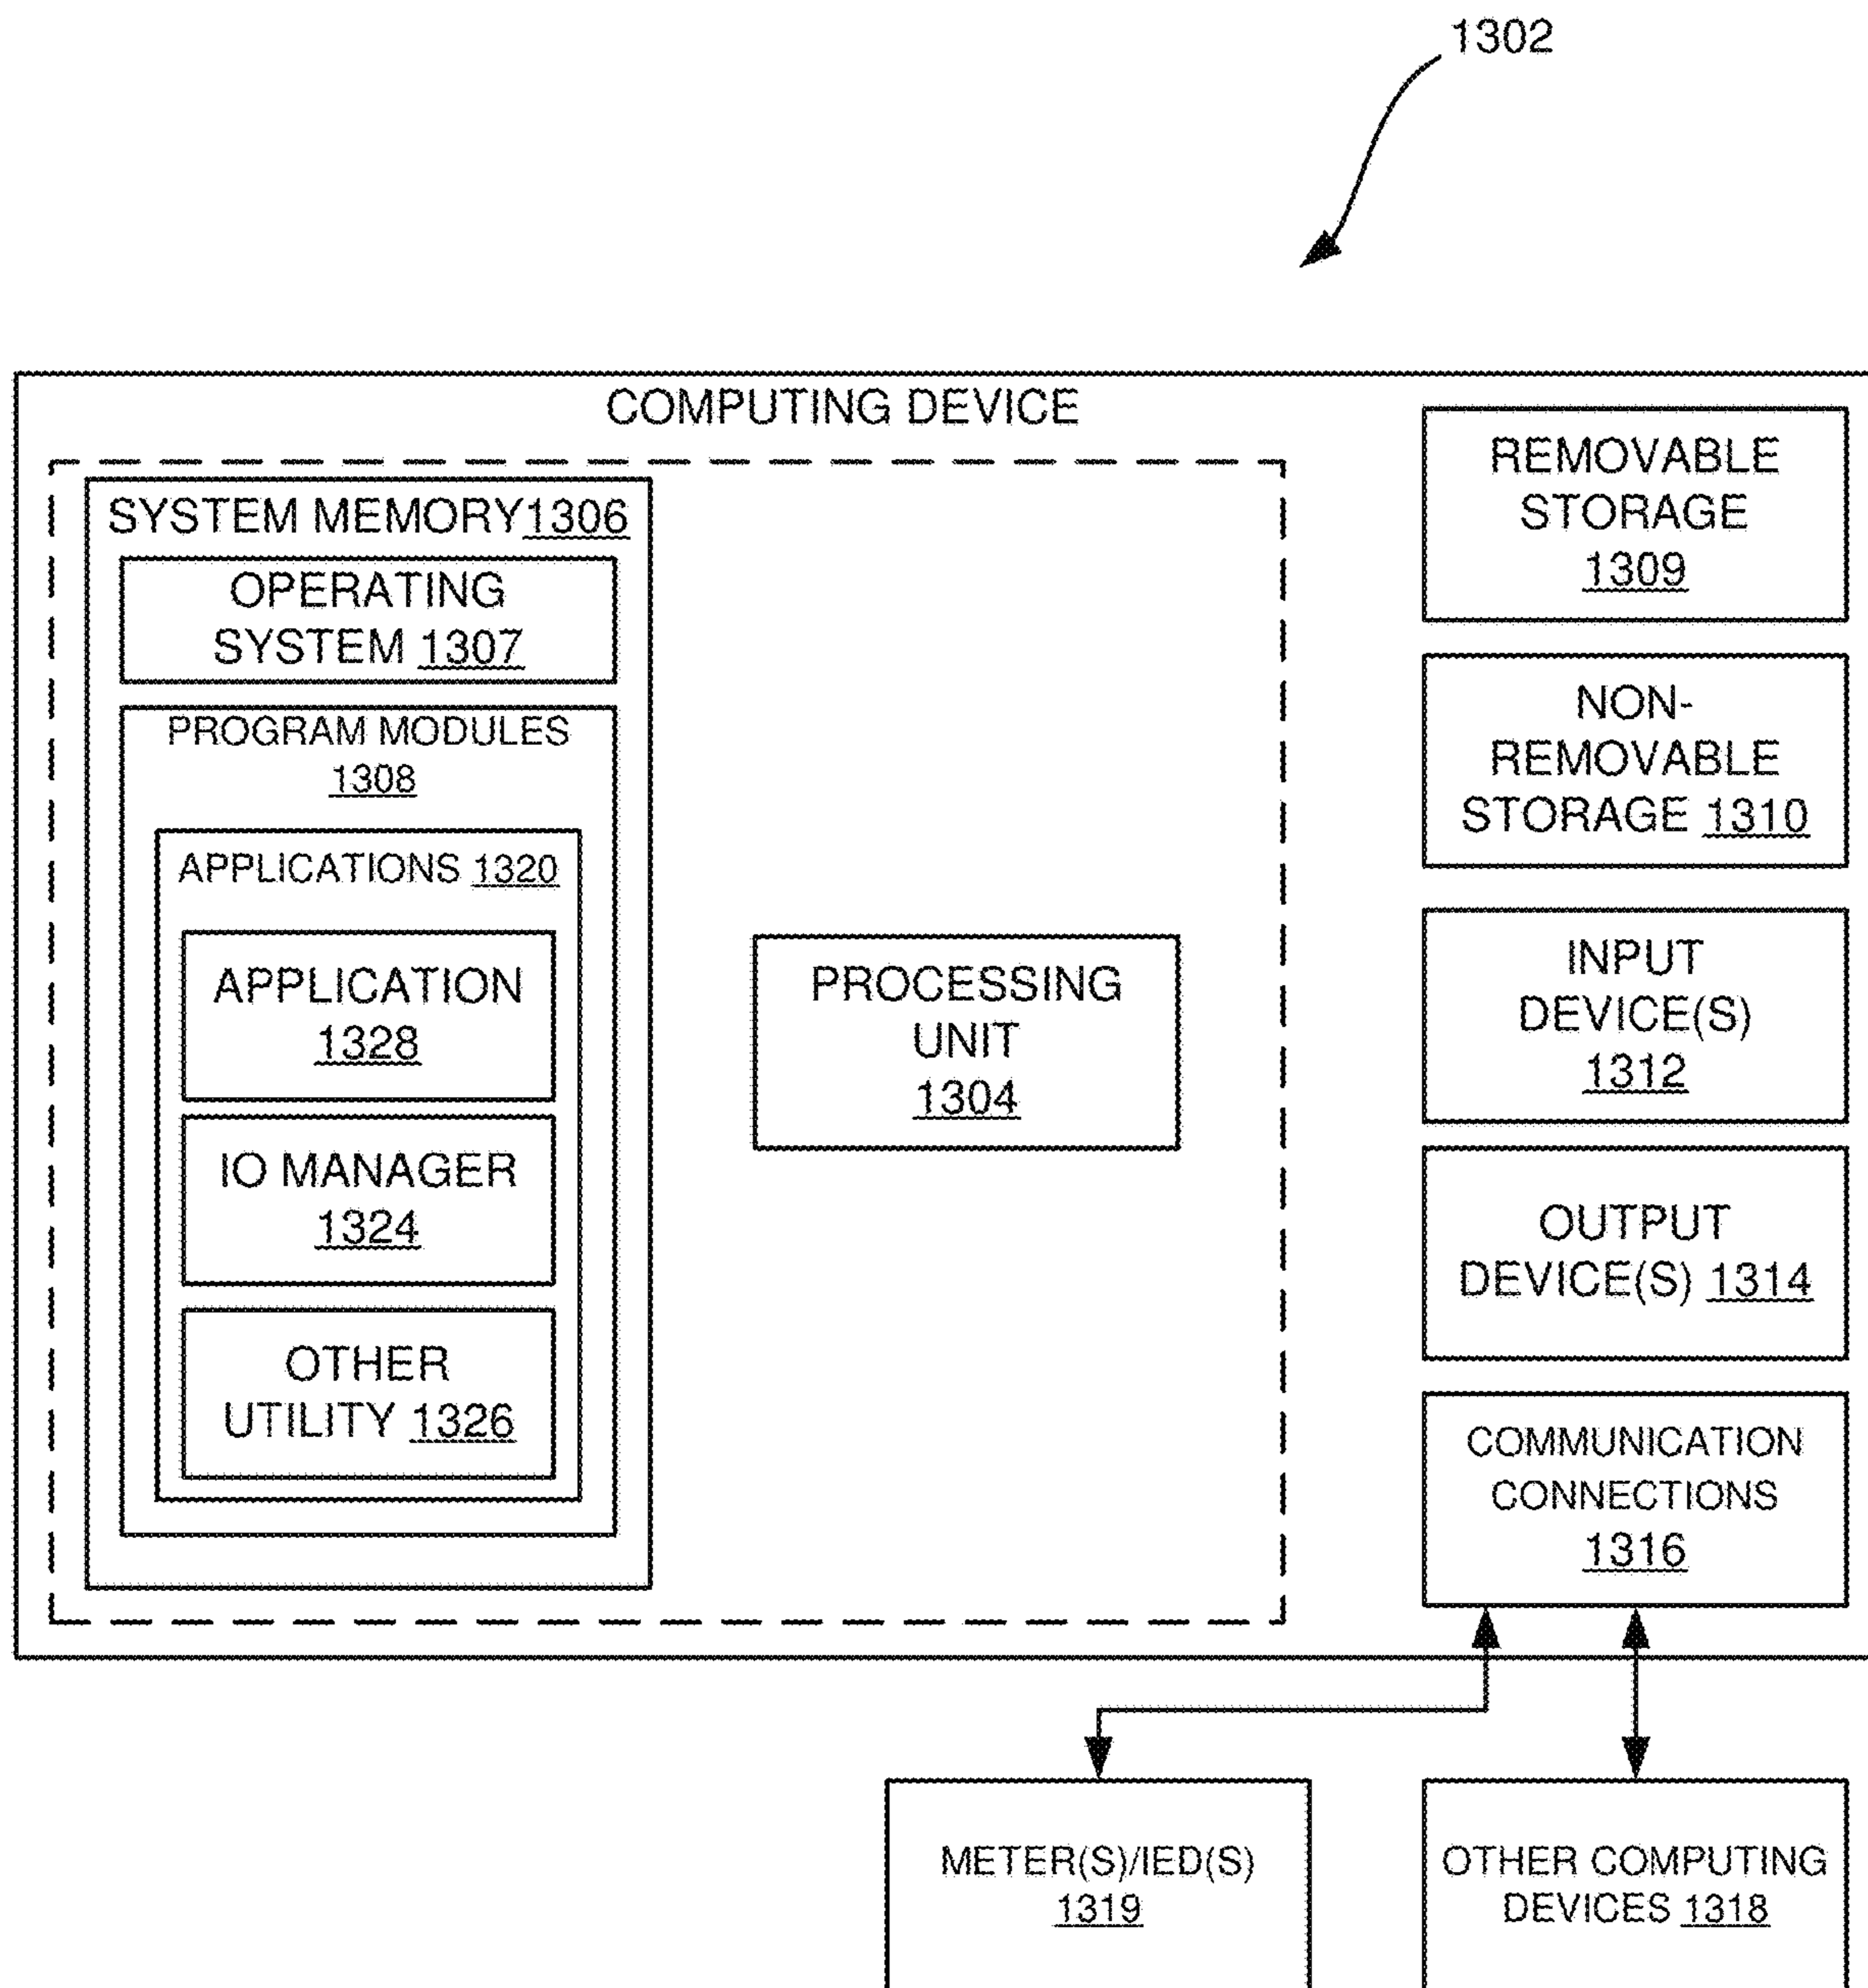 1302
COMPUTING DEVICE
SYSTEM MEMORY1306
OPERATING
SYSTEM 1307
PROGRAM MODULES
1308
APPLICATIONS 1320
APPLICATION
1328
IO MANAGER
1324
OTHER
UTILITY 1326
PROCESSING
UNIT
1304
REMOVABLE
STORAGE
1309
NON-
REMOVABLE
STORAGE 1310
INPUT
DEVICE(S)
1312
OUTPUT
DEVICE(S) 1314
COMMUNICATION
CONNECTIONS
1316
METER(S)/IED(S)
1319
OTHER COMPUTING
DEVICES 1318